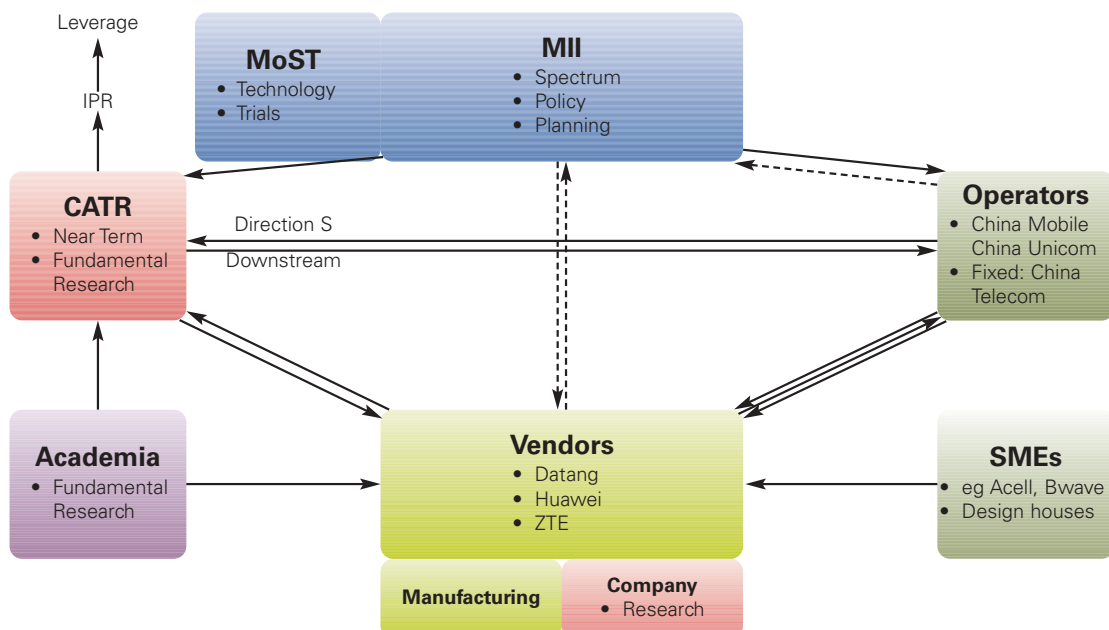 Leverage
IPR
MoST
• Technology
• Trials
MII
• Spectrum
• Policy
• Planning
CATR
• Near Term
• Fundamental
Research
Direction S
Downstream
Operators
• China Mobile
China Unicom
• Fixed: China
Telecom
Academia
• Fundamental
Research
Vendors
• Datang
• Huawei
• ZTE
SMEs
• eg Acell, Bwave
• Design houses
Manufacturing
Company
• Research